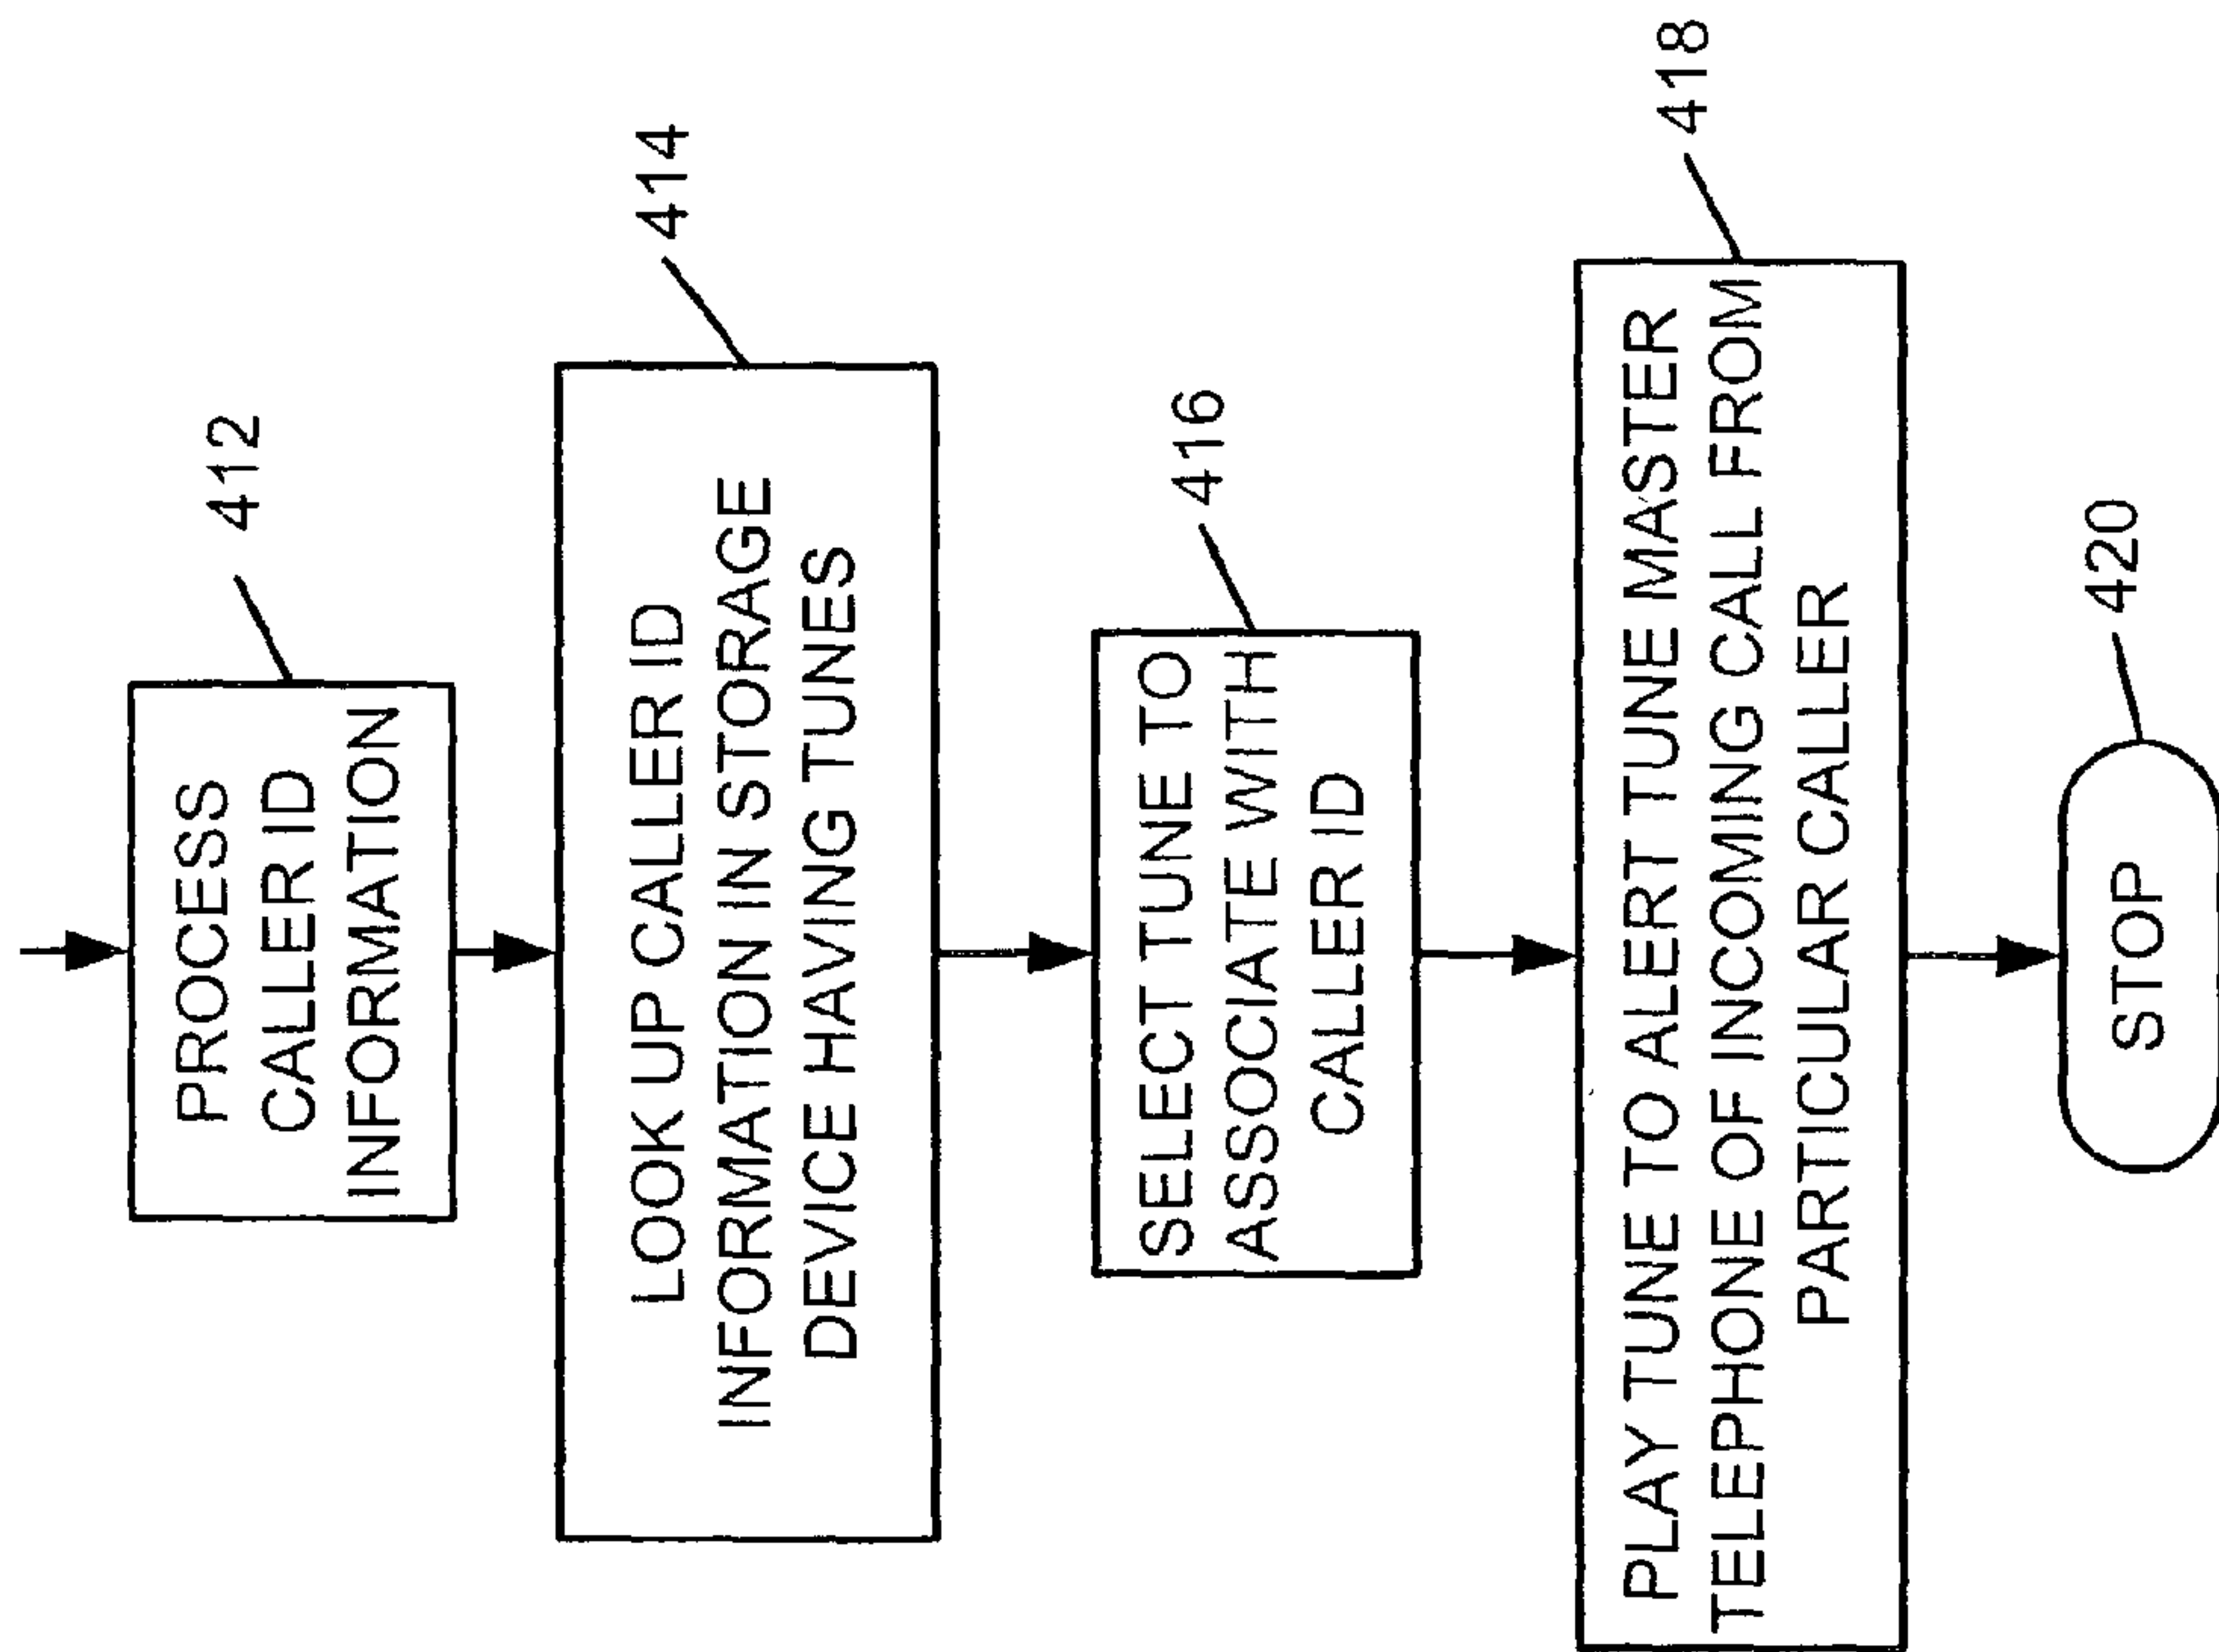 PROCESS
CALLER ID
INFORMATION
412
LOOK UP CALLER ID
INFORMATION IN STORAGE
DEVICE HAVING TUNES
414
SELECT TUNE TO
ASSOCIATE WITH
CALLER ID
416
PLAY TUNE TO ALERT TUNE MASTER
TELEPHONE OF INCOMING CALL FROM
PARTICULAR CALLER
418
STOP
420